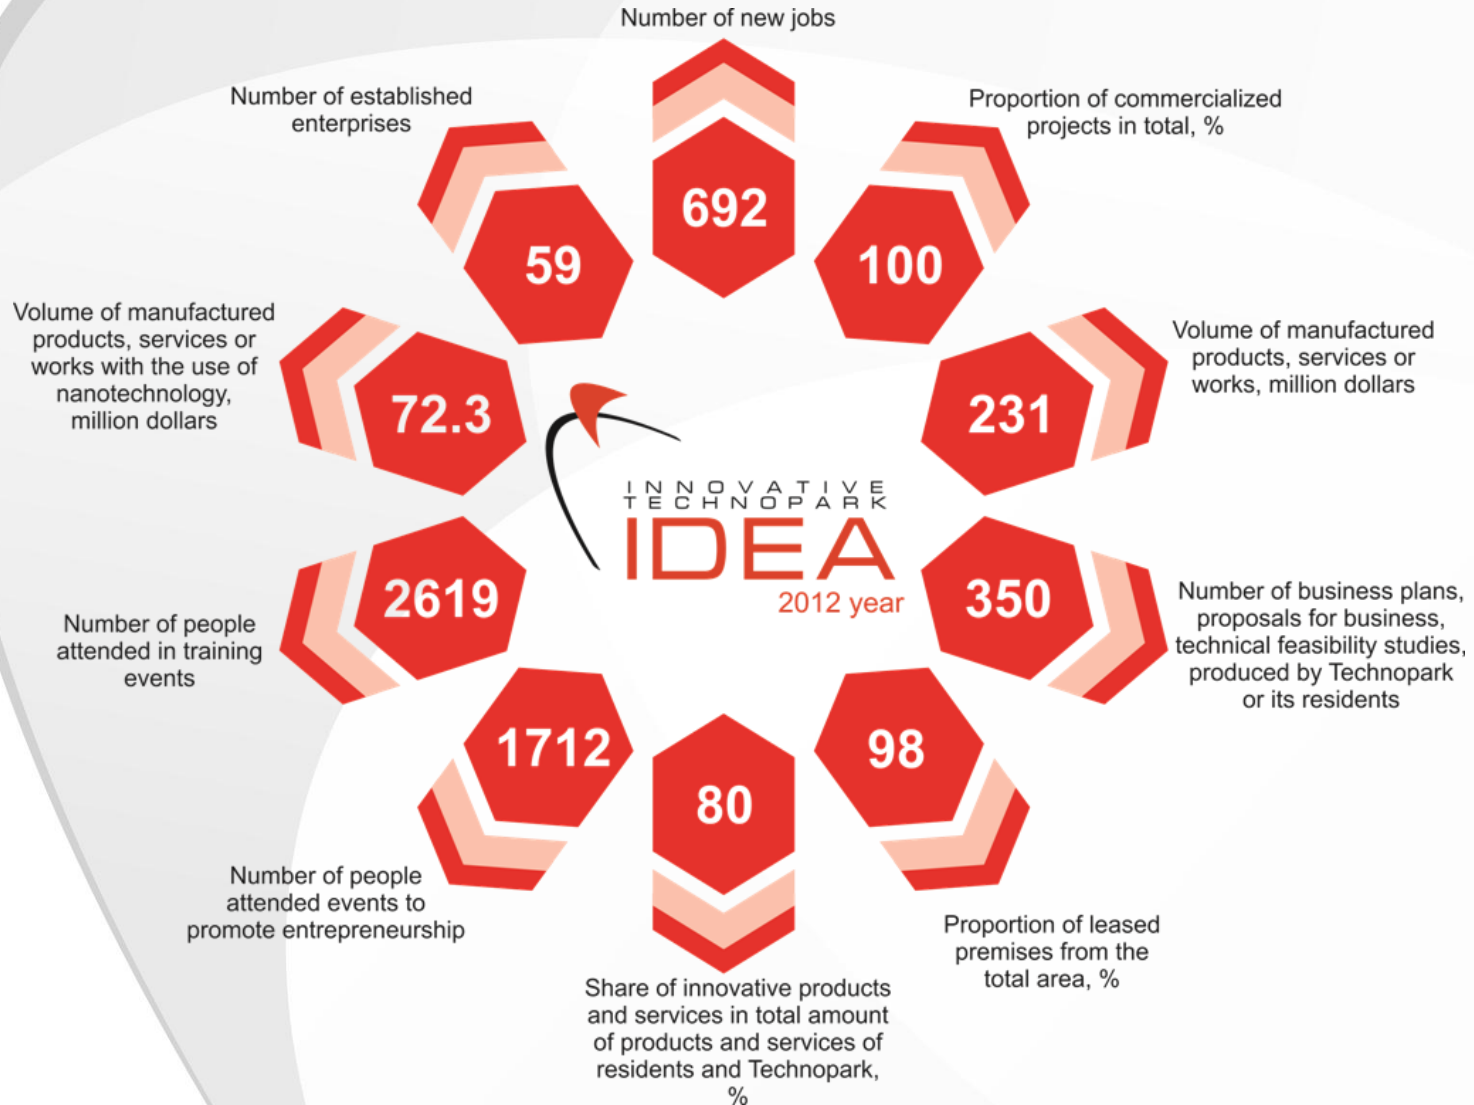 Number of new jobs
692
Proportion of commercialized
projects in total, %
100
Volume of manufactured
products, services or
works, million dollars
231
Number of business plans,
proposals for business,
technical feasibility studies,
produced by Technopark
or its residents
350
Proportion of leased
premises from the
total area, %
98
Share of innovative products
and services in total amount
of products and services of
residents and Technopark,
%
80
Number of people
attended events to
promote entrepreneurship
1712
Number of people
attended in training
events
2619
Volume of manufactured
products, services or
works with the use of
nanotechnology,
million dollars
72.3
Number of established
enterprises
59
INNOVATIVE
TECHNOPARK
IDEA
2012 year